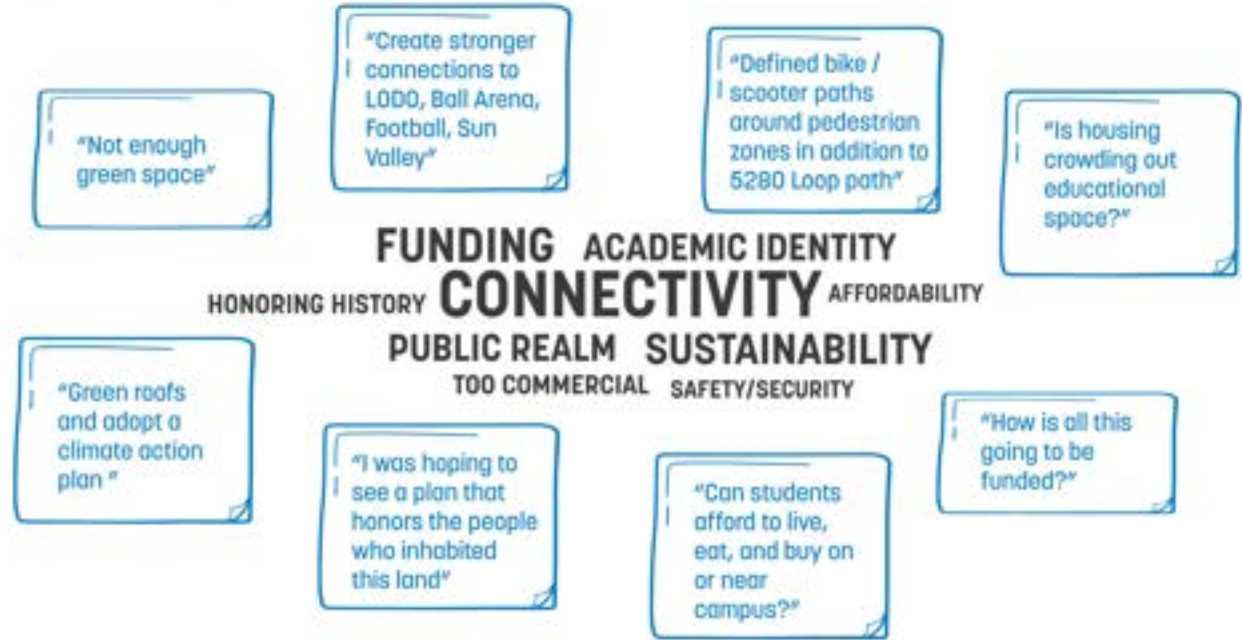 "Create stronger
connections to
LODO, Ball Arena,
Football, Sun
Valley"
"Defined bike /
scooter paths
around pedestrian
zones in addition to
5280 Loop path"
"Not enough
green space"
"Is housing
crowding out
educational
space?"
FUNDING ACADEMIC IDENTITY
HONORING HISTORY CONNECTIVITY AFFORDABILITY
PUBLIC REALM SUSTAINABILITY
TOO COMMERCIAL SAFETY/SECURITY
"Green roofs
and adopt a
climate action
plan "
"I was hoping to
see a plan that
honors the people
who inhabited
this land"
"Can students
afford to live,
eat, and buy on
or near
campus?"
"How is all this
going to be
funded?"